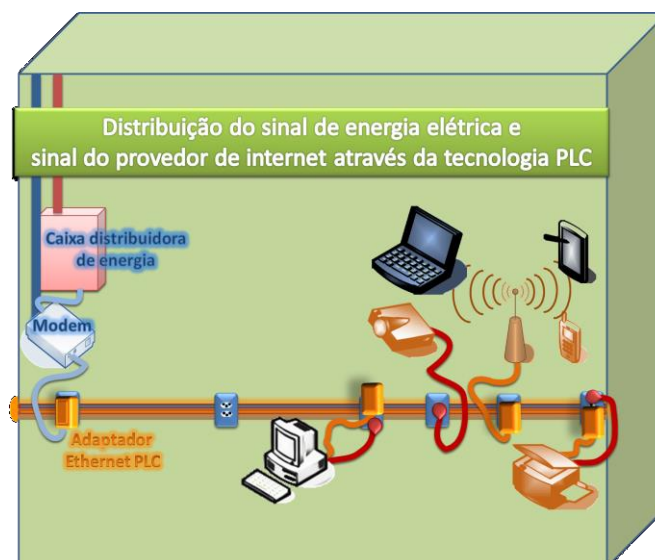 Distribuição do sinal de energia elétrica e
sinal do provedor de internet através da tecnologia PLC
Caixa distribuidora
de energia
Modem
Adaptador
Ethernet PLC